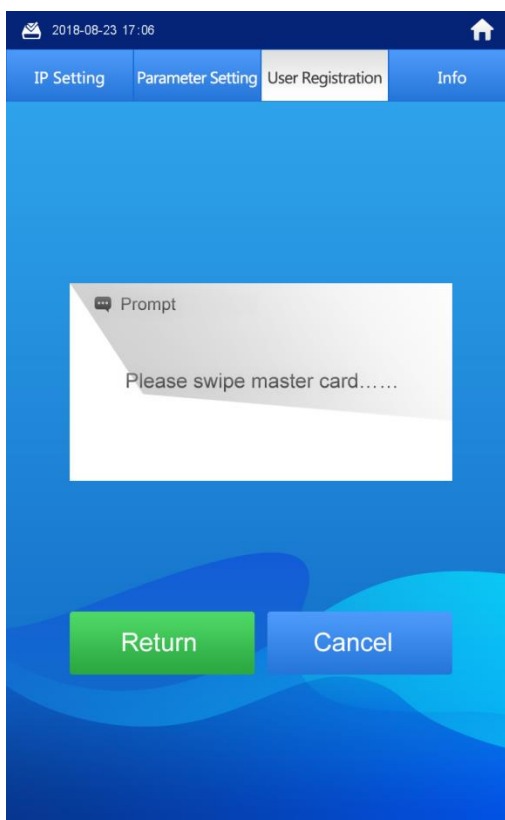 2018-08-23 17:06
IP Setting Parameter Setting User Registration Info
Prompt
Please swipe master card......
Return Cancel